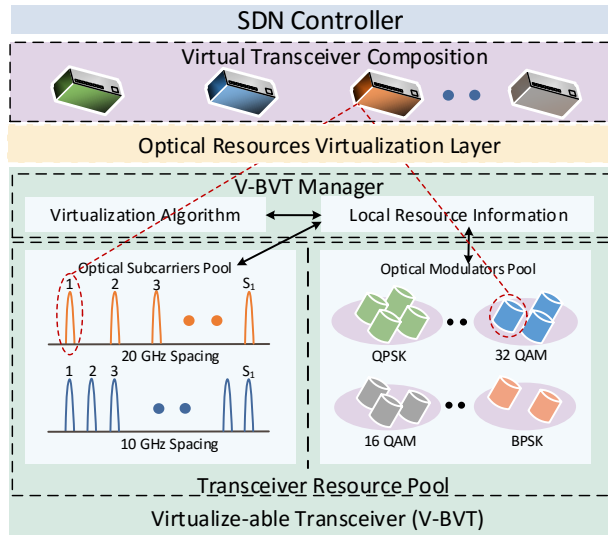 SDN Controller
Virtual Transceiver Composition
Optical Resources Virtualization Layer
V-BVT Manager
Virtualization Algorithm
Local Resource Information
Optical Subcarriers Pool
1 2 3 S1
20 GHz Spacing
1 2 3 S1
10 GHz Spacing
Optical Modulators Pool
QPSK 32 QAM
16 QAM BPSK
Transceiver Resource Pool
Virtualize-able Transceiver (V-BVT)